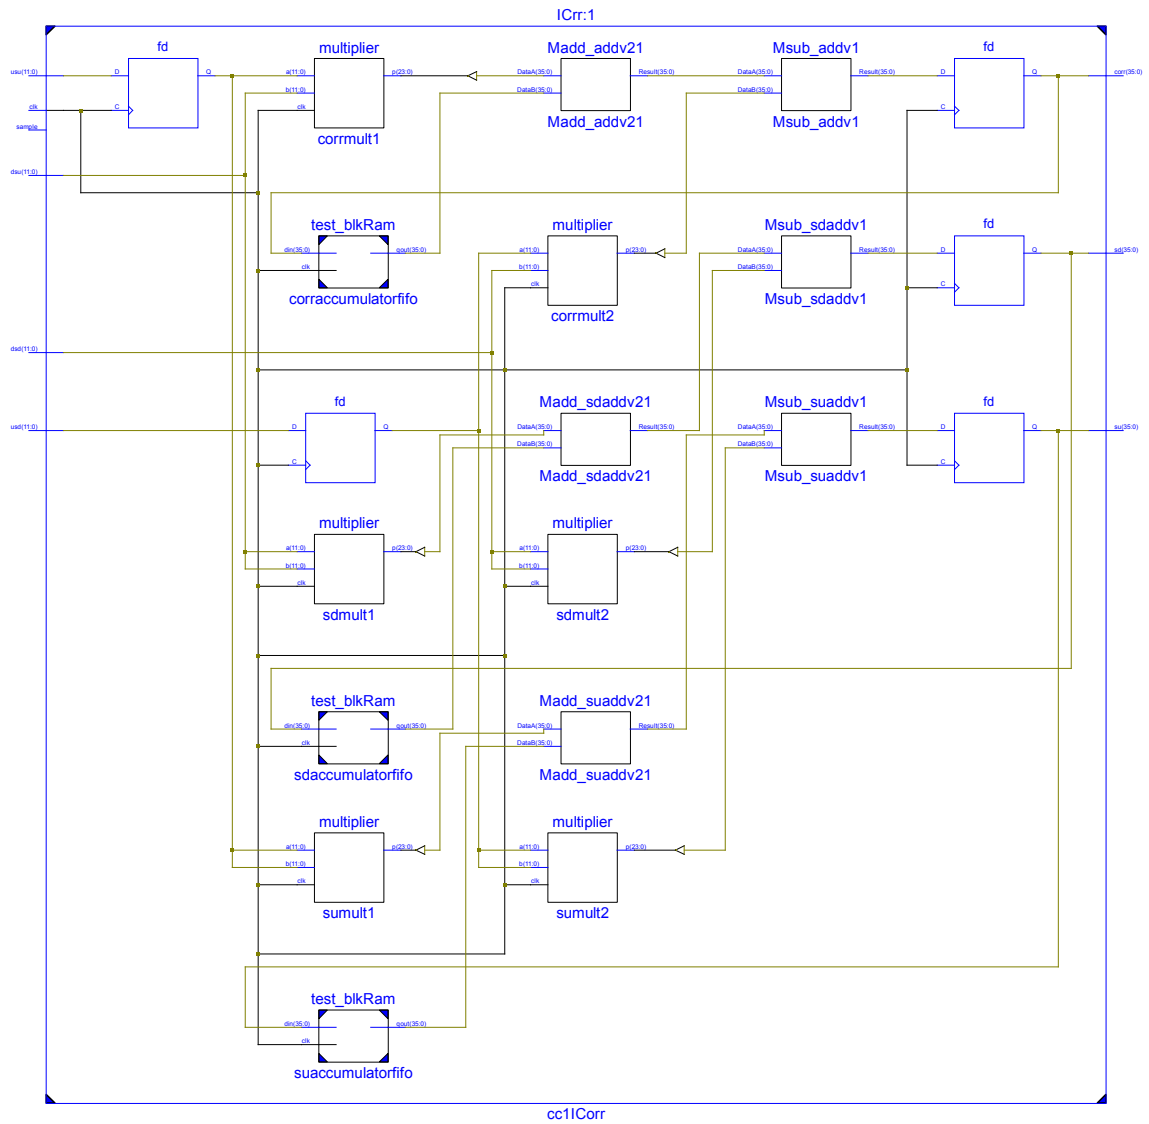 ICrr:1
fd
multiplier
Madd_addv21
Msub_addv1
fd
usu(11:0)
D
Q
a(11:0)
p(23:0)
DataA(35:0)
Result(35:0)
DataA(35:0)
Result(35:0)
D
Q
corr(35:0)
b(11:0)
DataB(35:0)
DataB(35:0)
clk
C
clk
C
sample
Madd_addv21
Msub_addv1
corrmult1
dsu(11:0)
test_blkRam
multiplier
Msub_sdaddv1
fd
din(35:0)
qout(35:0)
a(11:0)
p(23:0)
DataA(35:0)
Result(35:0)
D
Q
sd(35:0)
clk
b(11:0)
DataB(35:0)
clk
C
corraccumulatorfifo
Msub_sdaddv1
corrmult2
dsd(11:0)
fd
Madd_sdaddv21
Msub_suaddv1
fd
usd(11:0)
D
Q
DataA(35:0)
Result(35:0)
DataA(35:0)
Result(35:0)
D
Q
su(35:0)
DataB(35:0)
DataB(35:0)
C
C
Madd_sdaddv21
Msub_suaddv1
multiplier
multiplier
a(11:0)
p(23:0)
a(11:0)
p(23:0)
b(11:0)
b(11:0)
clk
clk
sdmult1
sdmult2
test_blkRam
Madd_suaddv21
din(35:0)
qout(35:0)
DataA(35:0)
Result(35:0)
clk
DataB(35:0)
sdaccumulatorfifo
Madd_suaddv21
multiplier
multiplier
a(11:0)
p(23:0)
a(11:0)
p(23:0)
b(11:0)
b(11:0)
clk
clk
sumult1
sumult2
test_blkRam
din(35:0)
qout(35:0)
clk
suaccumulatorfifo
cc1ICorr